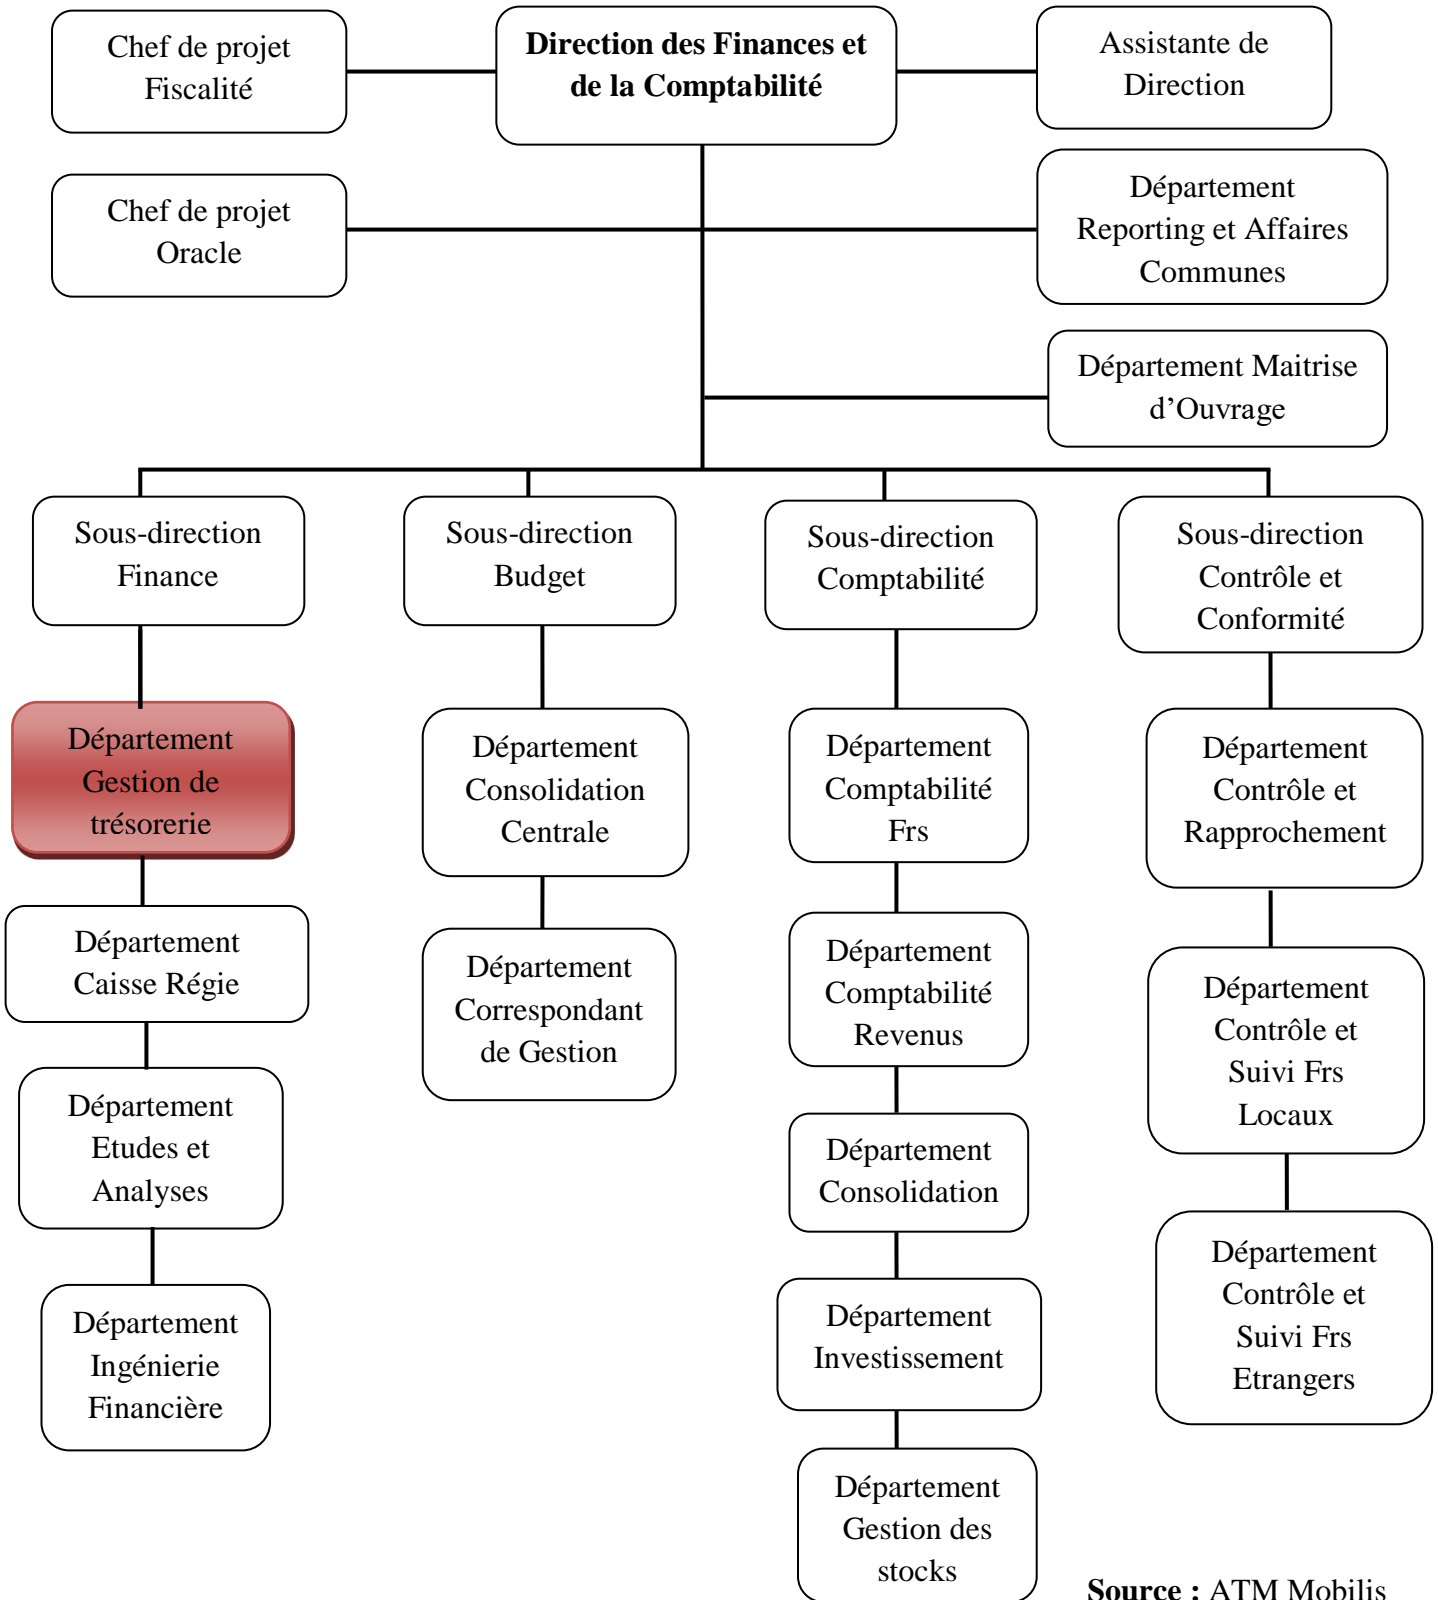 Chef de projet
Fiscalité
Direction des Finances et
de la Comptabilité
Assistante de
Direction
Chef de projet
Oracle
Département
Reporting et Affaires
Communes
Département Maitrise
d’Ouvrage
Sous-direction
Finance
Sous-direction
Budget
Sous-direction
Comptabilité
Sous-direction
Contrôle et
Conformité
Département
Gestion de
trésorerie
Département
Caisse Régie
Département
Etudes et
Analyses
Département
Ingénierie
Financière
Département
Consolidation
Centrale
Département
Correspondant
de Gestion
Département
Comptabilité
Frs
Département
Comptabilité
Revenus
Département
Consolidation
Département
Investissement
Département
Gestion des
stocks
Département
Contrôle et
Rapprochement
Département
Contrôle et
Suivi Frs
Locaux
Département
Contrôle et
Suivi Frs
Etrangers
Source : ATM Mobilis